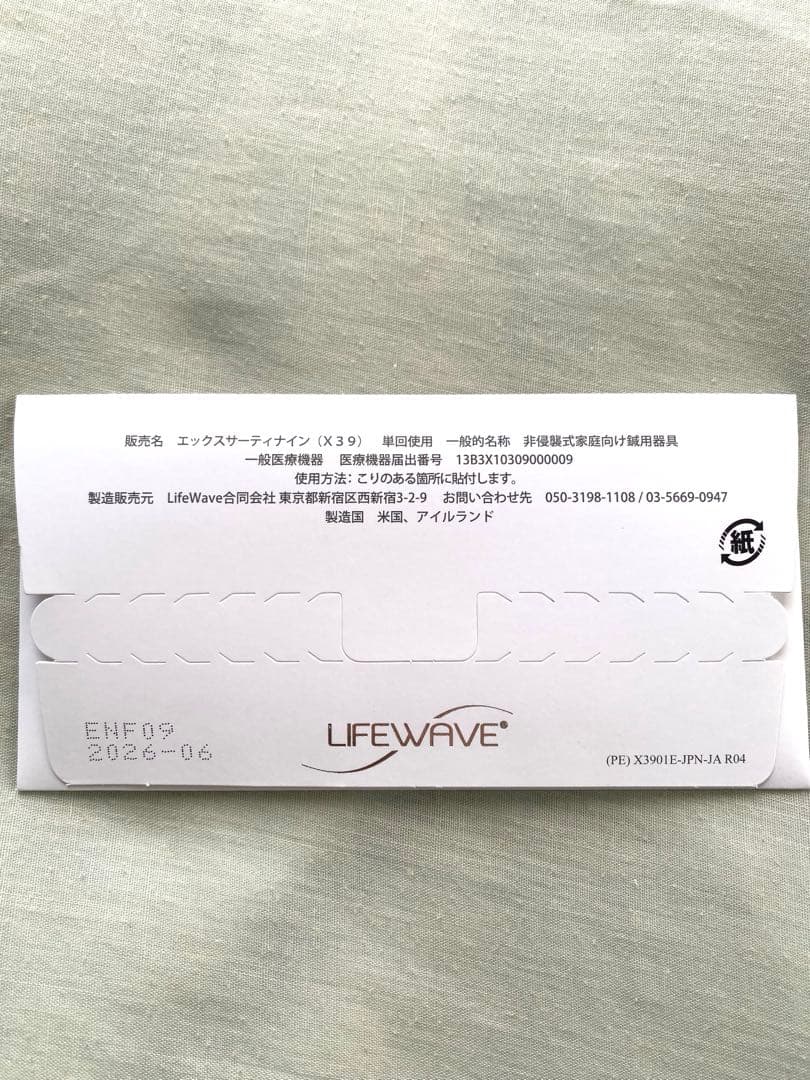 販売名　エックスサーティナイン（X３９）　単回使用　一般的名称　非侵襲式家庭向け鍼用器具
一般医療機器　医療機器届出番号　13B3X10309000009
使用方法：こりのある箇所に貼付します。
製造販売元　LifeWave合同会社 東京都新宿区西新宿3-2-9　お問い合わせ先　050-3198-1108 / 03-5669-0947
製造国　米国、アイルランド
紙
ENF09
2026-06
LIFEWAVE®
(PE) X3901E-JPN-JA R04